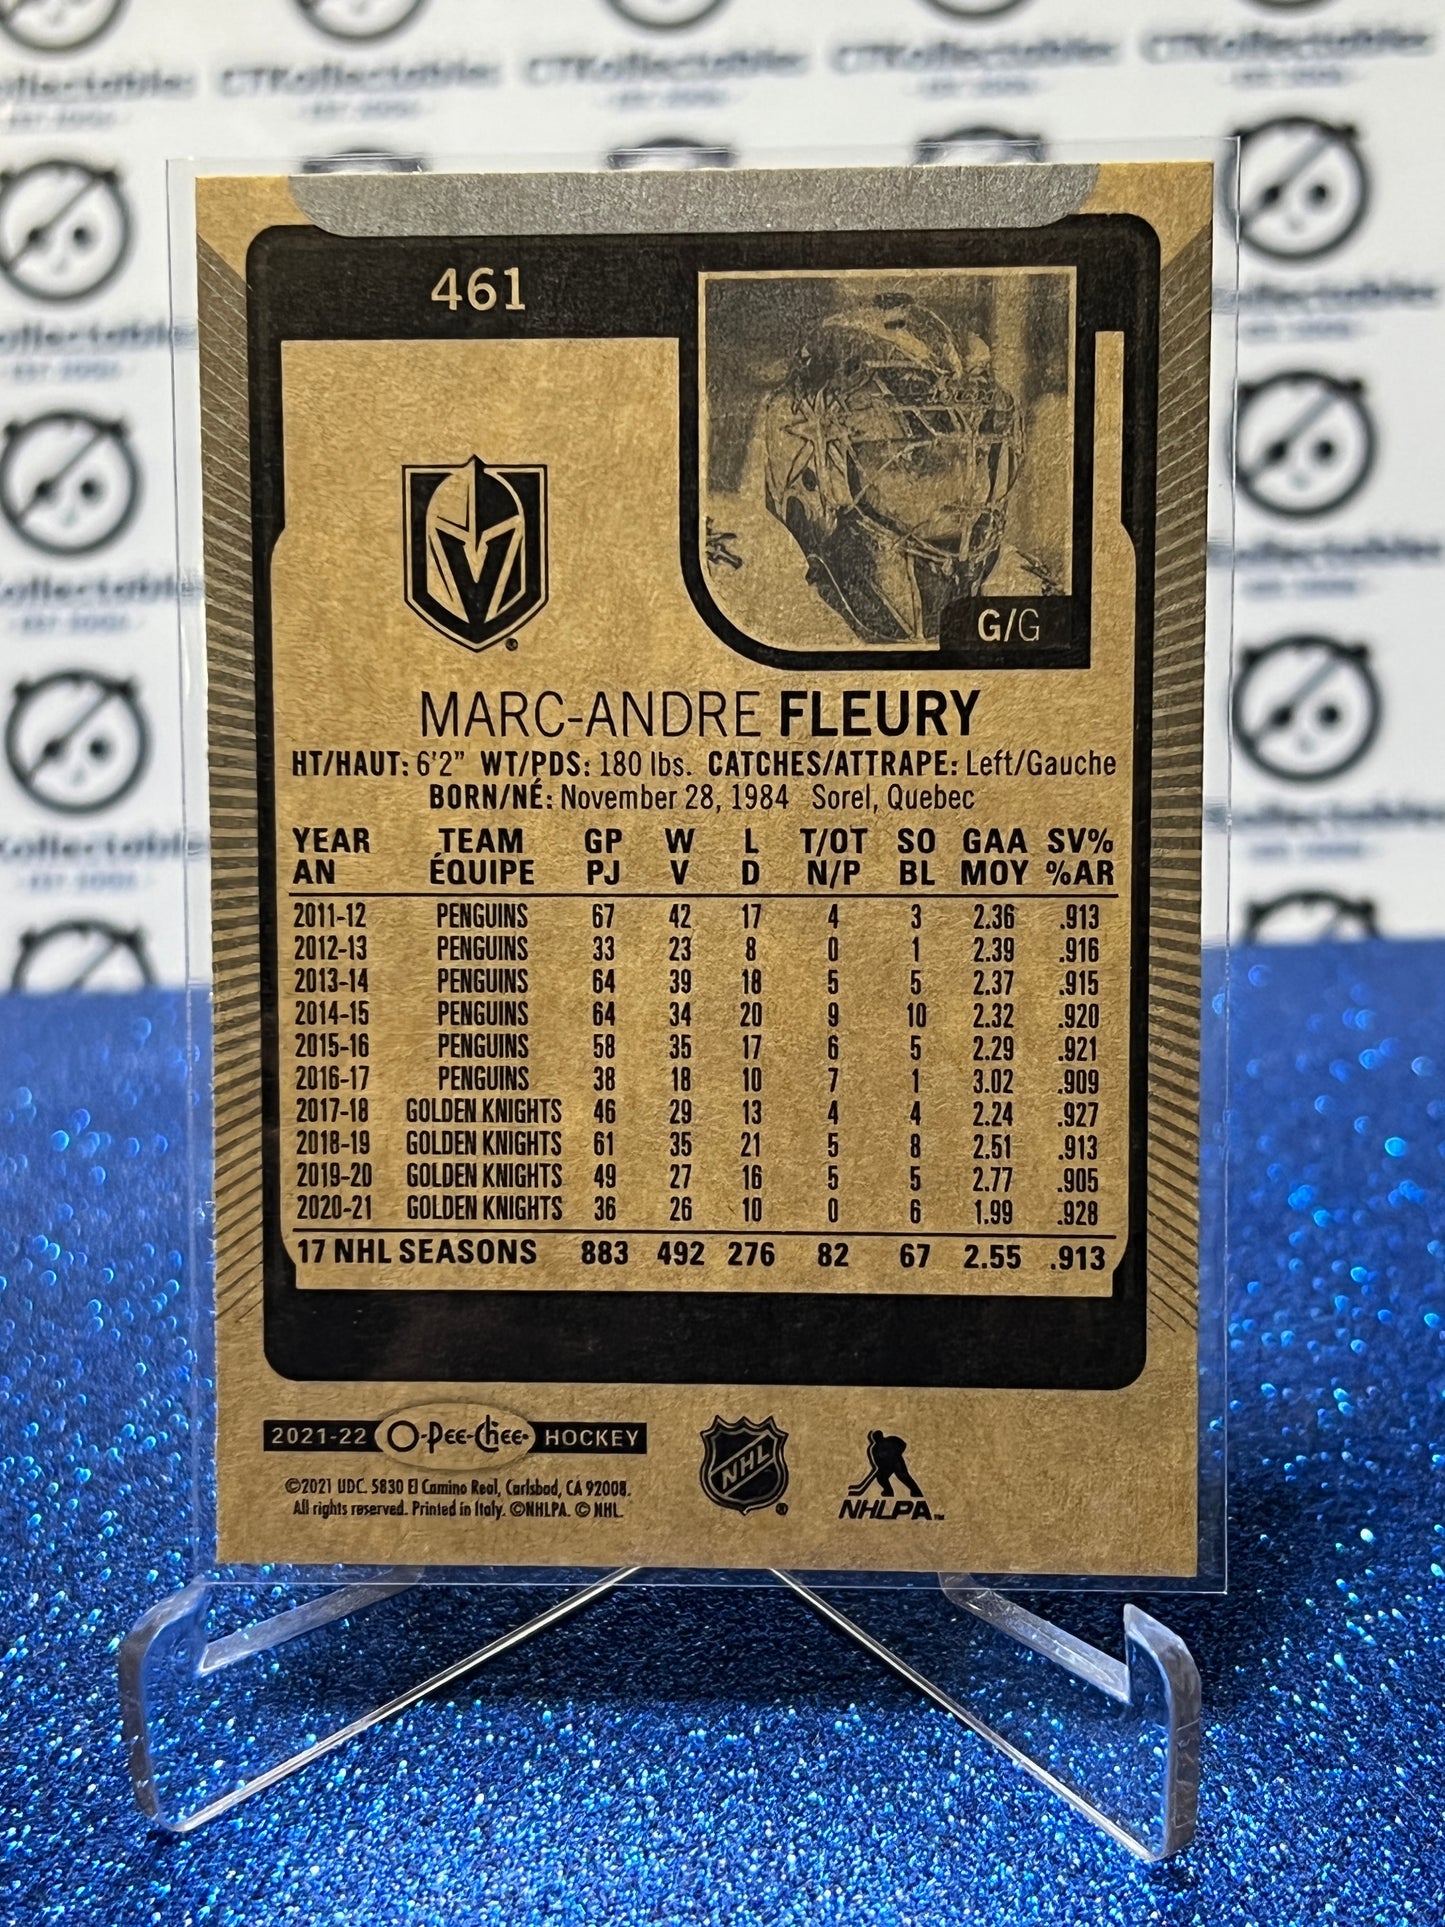 CTKollectables CTKollectables CTKollectables
461
G/G
MARC-ANDRE FLEURY
HT/HAUT: 6'2" WT/PDS: 180 lbs. CATCHES/ATTRAPE: Left/Gauche
BORN/NÉ: November 28, 1984 Sorel, Quebec
YEAR TEAM GP W L T/OT SO GAA SV%
AN ÉQUIPE PJ V D N/P BL MOY %AR
2011-12 PENGUINS 67 42 17 4 3 2.36 .913
2012-13 PENGUINS 33 23 8 0 1 2.39 .916
2013-14 PENGUINS 64 39 18 5 5 2.37 .915
2014-15 PENGUINS 64 34 20 9 10 2.32 .920
2015-16 PENGUINS 58 35 17 6 5 2.29 .921
2016-17 PENGUINS 38 18 10 7 1 3.02 .909
2017-18 GOLDEN KNIGHTS 46 29 13 4 4 2.24 .927
2018-19 GOLDEN KNIGHTS 61 35 21 5 8 2.51 .913
2019-20 GOLDEN KNIGHTS 49 27 16 5 5 2.77 .905
2020-21 GOLDEN KNIGHTS 36 26 10 0 6 1.99 .928
17 NHL SEASONS 883 492 276 82 67 2.55 .913
2021-22 O-Pee-Chee HOCKEY
©2021 UDC. 5830 El Camino Real, Carlsbad, CA 92008.
All rights reserved. Printed in Italy. ©NHLPA. © NHL.
NHL ®
NHLPA™